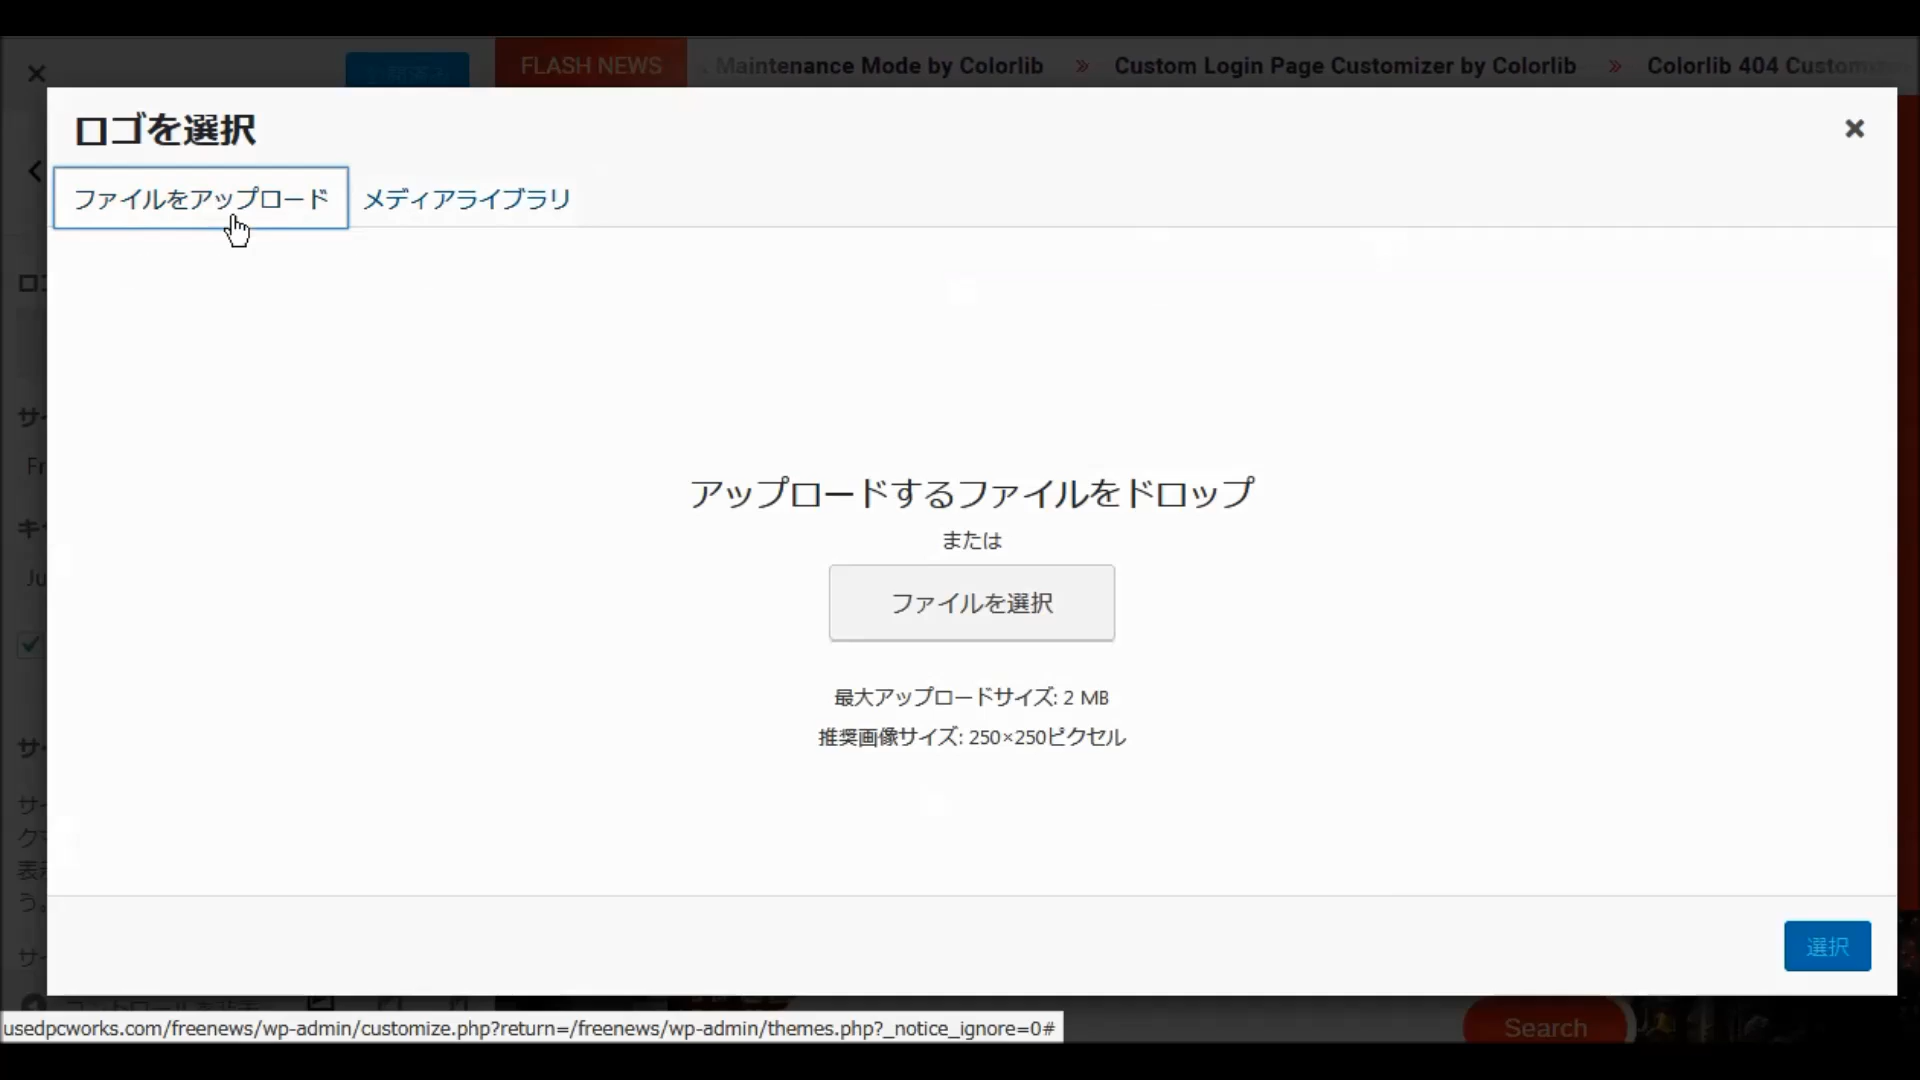 FLASH NEWS
Maintenance Mode by Colorlib » Custom Login Page Customizer by Colorlib » Colorlib 404 Customizer
ロゴを選択
ファイルをアップロード メディアライブラリ
アップロードするファイルをドロップ
または
ファイルを選択
最大アップロードサイズ: 2 MB
推奨画像サイズ: 250×250ピクセル
選択
Search
usedpcworks.com/freenews/wp-admin/customize.php?return=/freenews/wp-admin/themes.php?_notice_ignore=0#